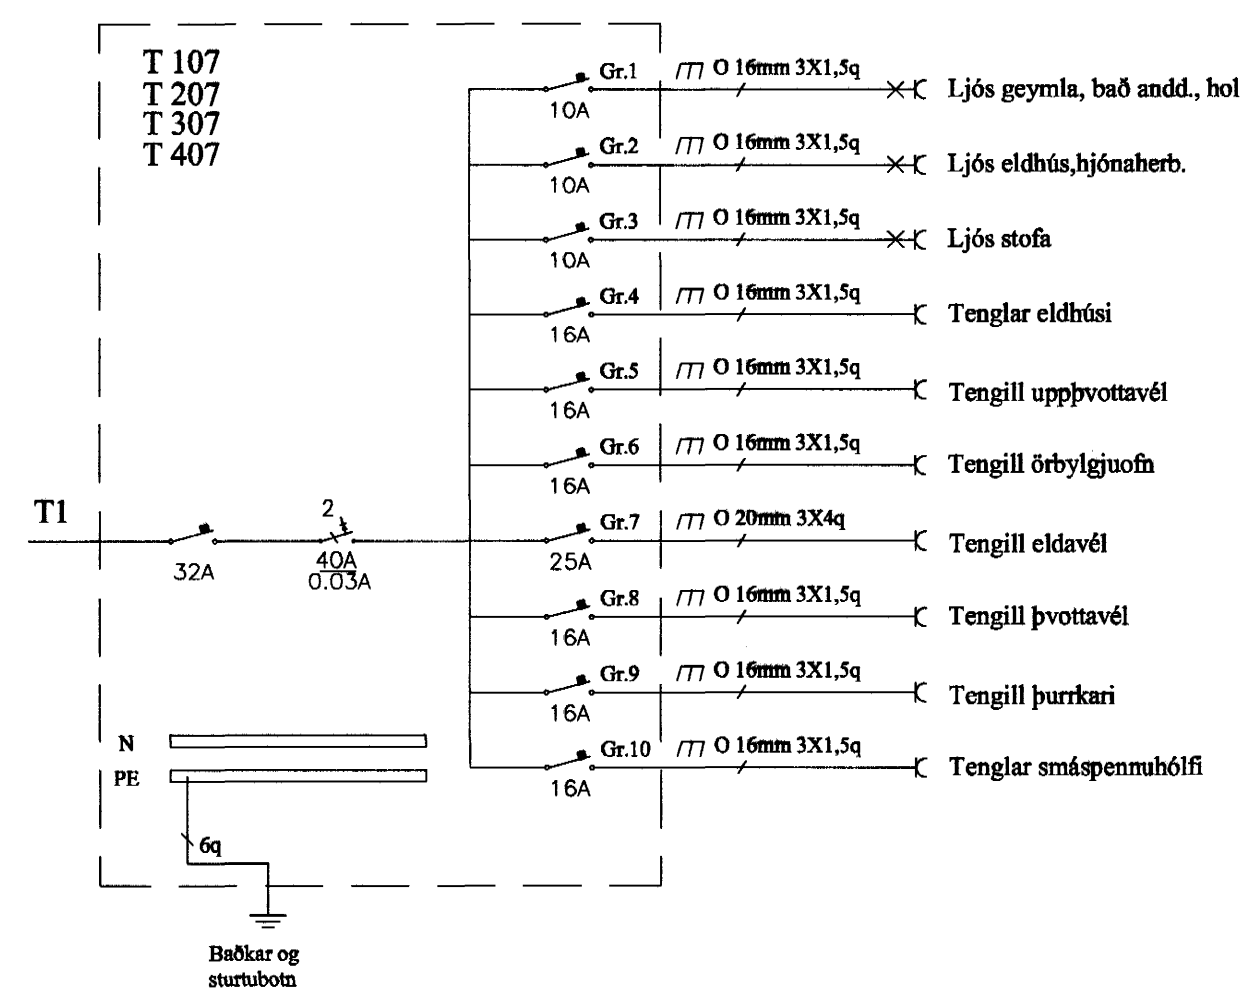 T 107
T 207
T 307
T 407
Gr.1 O 16mm 3X1,5q Ljós geymla, bað andd., hol
10A
Gr.2 O 16mm 3X1,5q Ljós eldhús,hjónaherb.
10A
Gr.3 O 16mm 3X1,5q Ljós stofa
10A
Gr.4 O 16mm 3X1,5q Tenglar eldhúsi
16A
Gr.5 O 16mm 3X1,5q Tengill uppþvottavél
16A
Gr.6 O 16mm 3X1,5q Tengill örbylgjuofn
16A
T1
32A
2
40A
0.03A
Gr.7 O 20mm 3X4q Tengill eldavél
25A
Gr.8 O 16mm 3X1,5q Tengill þvottavél
16A
Gr.9 O 16mm 3X1,5q Tengill þurrkari
16A
Gr.10 O 16mm 3X1,5q Tenglar smáspennuhólfi
16A
N
PE
6q
Baðkar og
sturtubotn